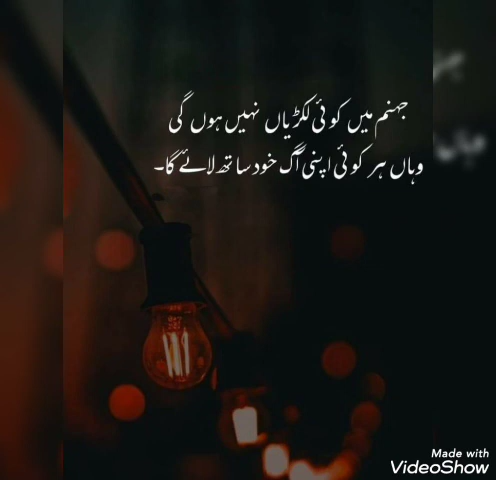 جہنم میں کوئی لکڑیاں نہیں ہوں گی
وہاں ہر کوئی اپنی آگ خود ساتھ لائے گا۔
Made with
VideoShow